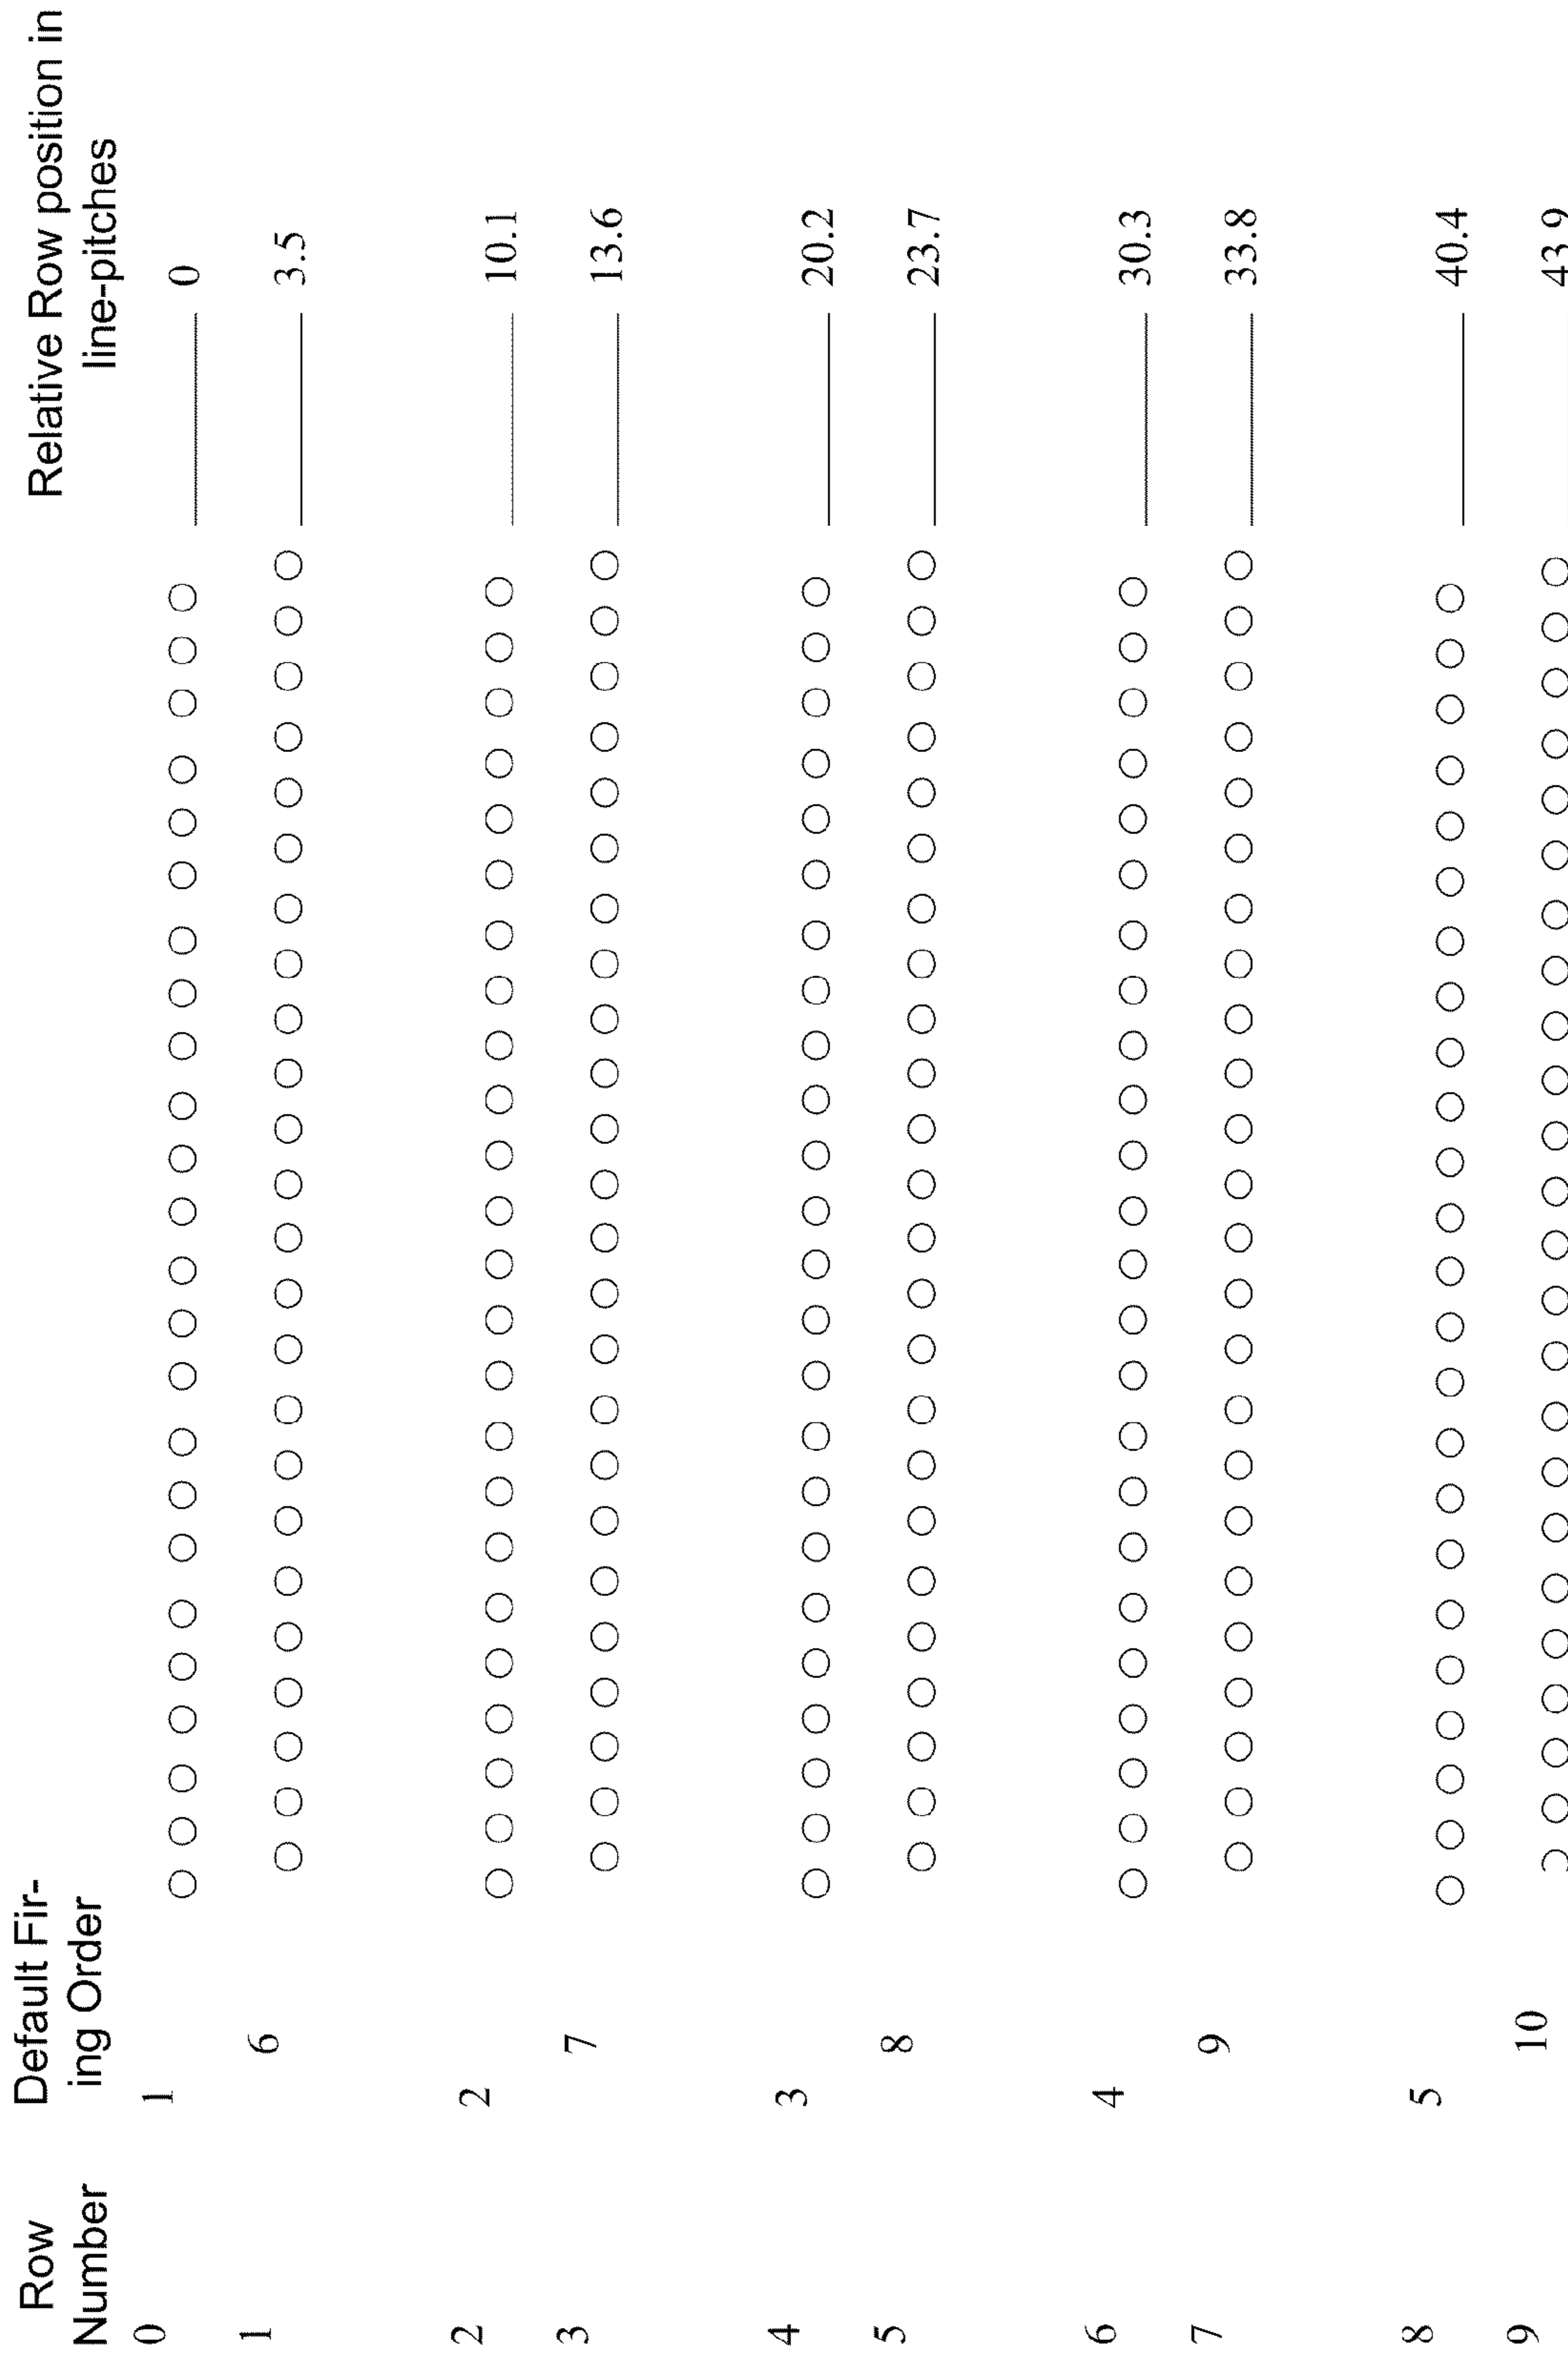 Row Number
Default Fir-
ing Order
Relative Row position in
line-pitches
0 1 0
1 6 3.5
2 2 10.1
3 7 13.6
4 3 20.2
5 8 23.7
6 4 30.3
7 9 33.8
8 5 40.4
9 10 43.9